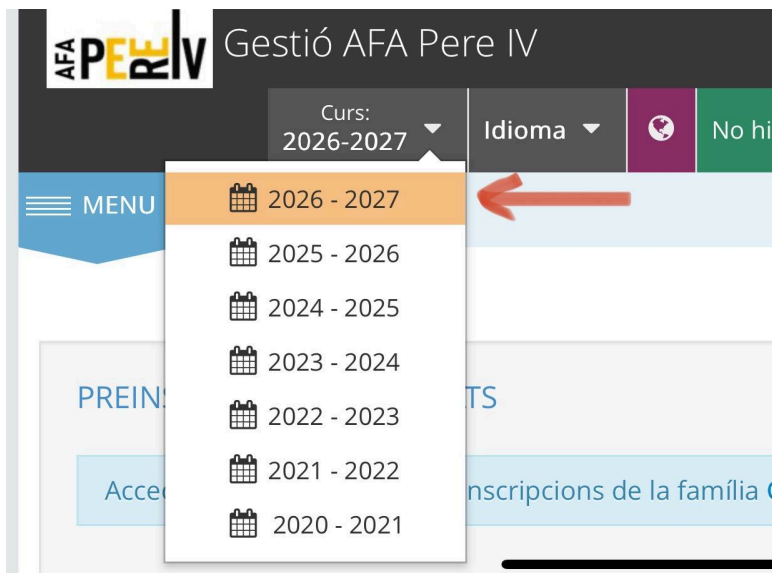 AFA PERE IV
Gestió AFA Pere IV
Curs:
2026-2027
Idioma
No hi
MENU
2026 - 2027
2025 - 2026
2024 - 2025
2023 - 2024
2022 - 2023
2021 - 2022
2020 - 2021
PREIN
TS
Acce
nscripcions de la família